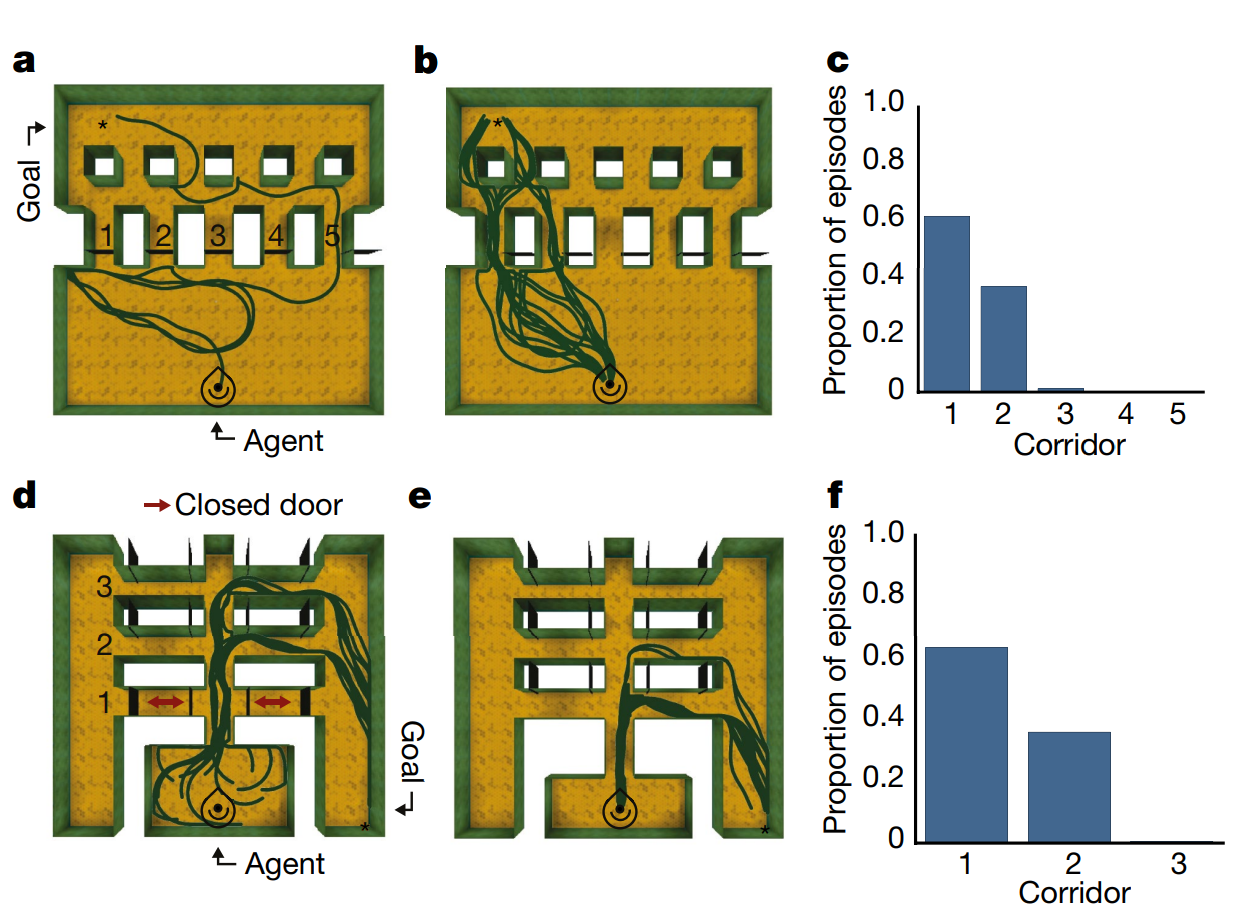 a
Goal
*
1 2 3 4 5
Agent
b
*
c
Proportion of episodes
1.0
0.8
0.6
0.4
0.2
0
1 2 3 4 5
Corridor
d
Closed door
3
2
1
Goal
*
Agent
e
*
f
Proportion of episodes
1.0
0.8
0.6
0.4
0.2
0
1 2 3
Corridor